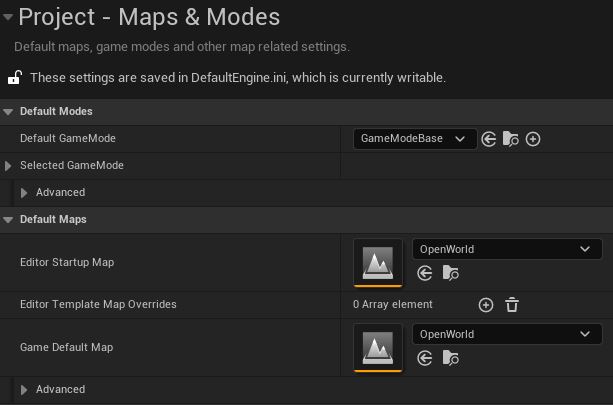 Project - Maps & Modes
Default maps, game modes and other map related settings.
These settings are saved in DefaultEngine.ini, which is currently writable.
Default Modes
Default GameMode
GameModeBase
Selected GameMode
Advanced
Default Maps
Editor Startup Map
OpenWorld
Editor Template Map Overrides
0 Array element
Game Default Map
OpenWorld
Advanced